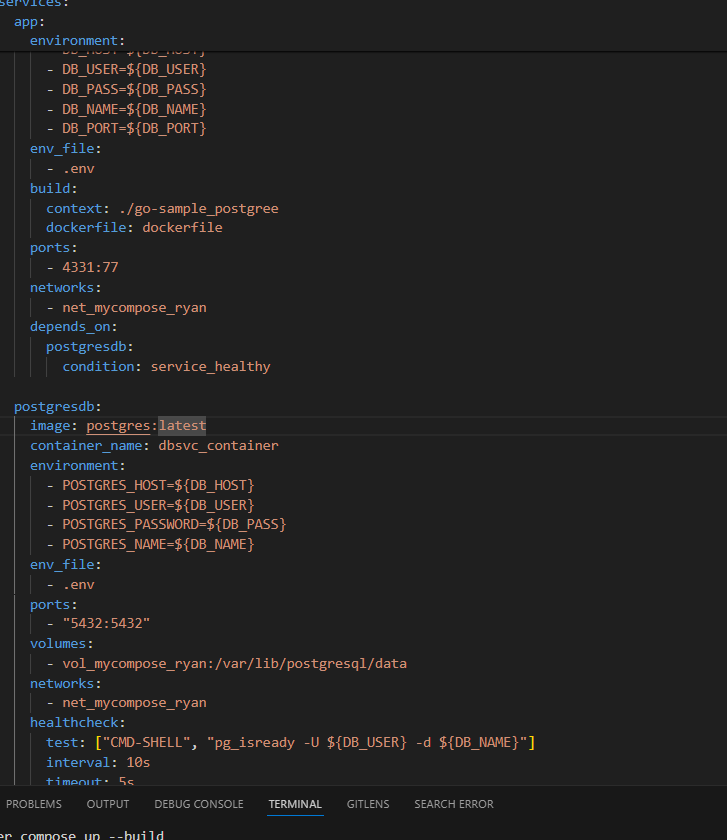 services:
app:
environment:
- DB_HOST=${DB_HOST}
- DB_USER=${DB_USER}
- DB_PASS=${DB_PASS}
- DB_NAME=${DB_NAME}
- DB_PORT=${DB_PORT}
env_file:
- .env
build:
context: ./go-sample_postgree
dockerfile: dockerfile
ports:
- 4331:77
networks:
- net_mycompose_ryan
depends_on:
postgresdb:
condition: service_healthy
postgresdb:
image: postgres:latest
container_name: dbsvc_container
environment:
- POSTGRES_HOST=${DB_HOST}
- POSTGRES_USER=${DB_USER}
- POSTGRES_PASSWORD=${DB_PASS}
- POSTGRES_NAME=${DB_NAME}
env_file:
- .env
ports:
- "5432:5432"
volumes:
- vol_mycompose_ryan:/var/lib/postgresql/data
networks:
- net_mycompose_ryan
healthcheck:
test: ["CMD-SHELL", "pg_isready -U ${DB_USER} -d ${DB_NAME}"]
interval: 10s
timeout: 5s
PROBLEMS OUTPUT DEBUG CONSOLE TERMINAL GITLENS SEARCH ERROR
er compose up --build